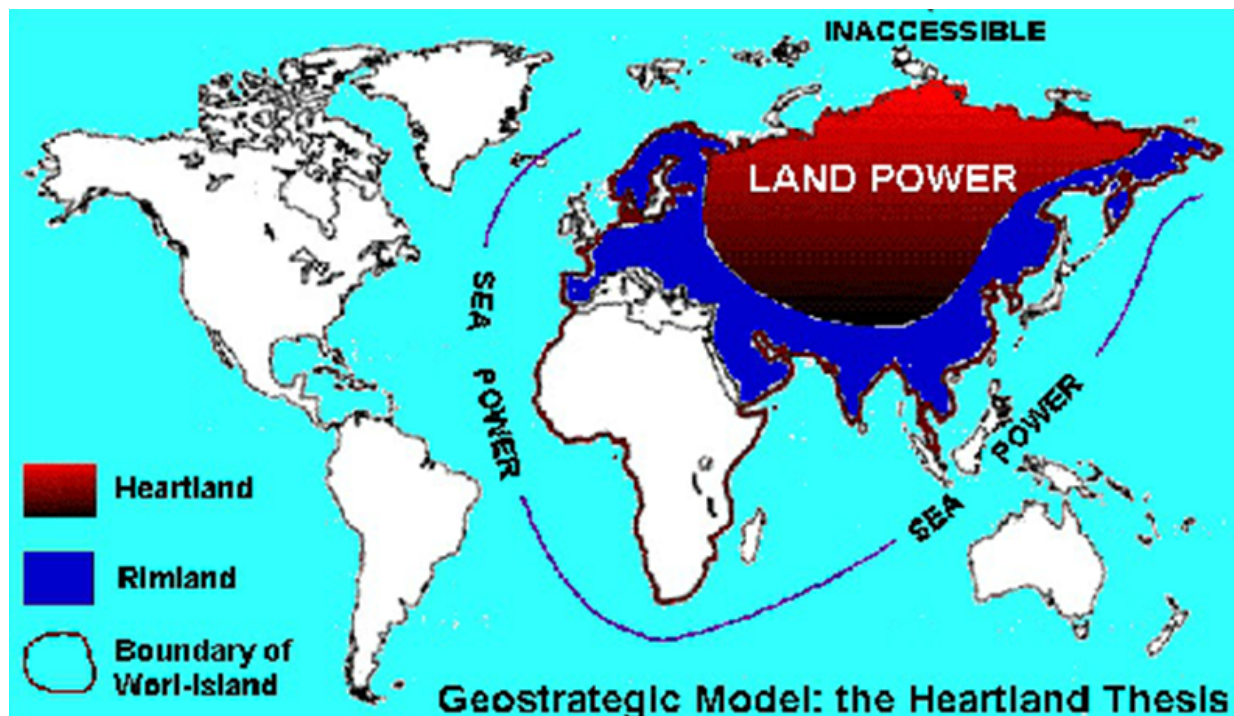 INACCESSIBLE
LAND POWER
SEA POWER
SEA POWER
Heartland
Rimland
Boundary of
Worl-Island
Geostrategic Model: the Heartland Thesis